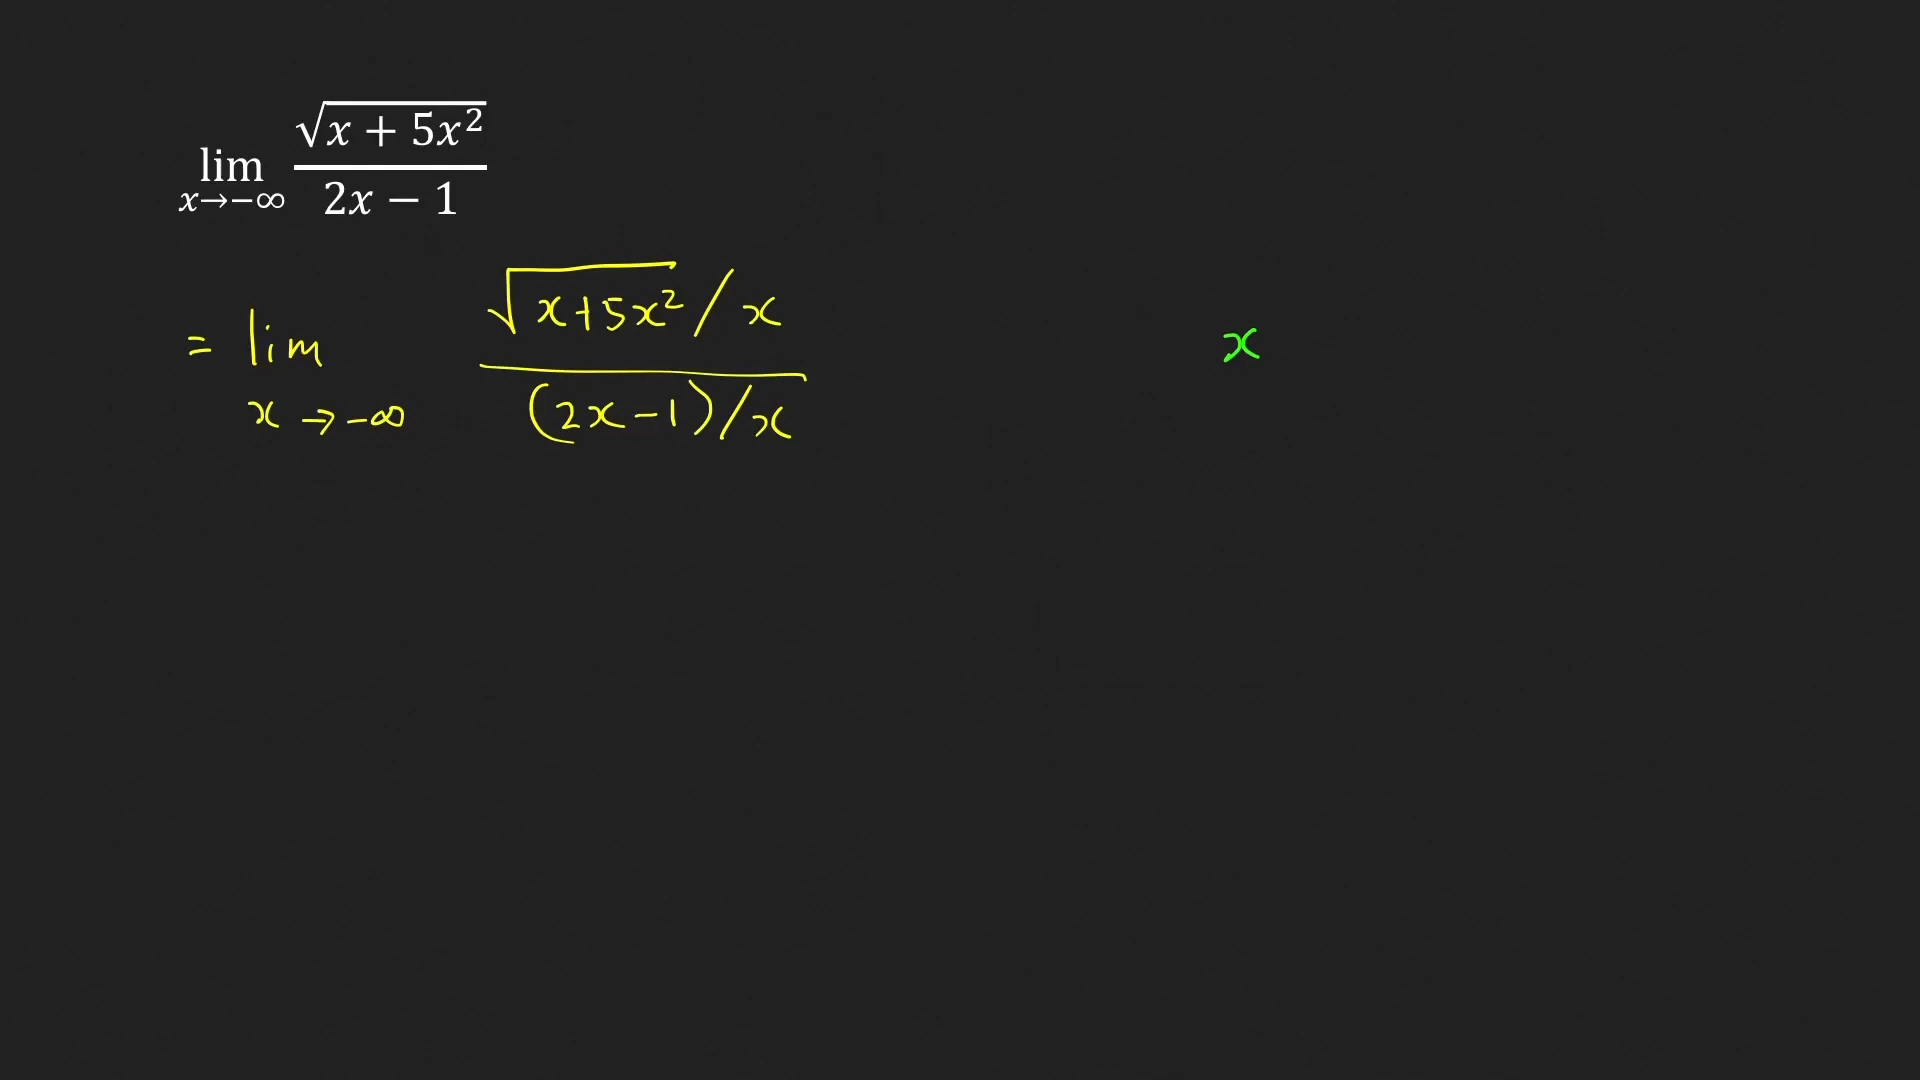 lim x→−∞ √(x + 5x²) / (2x − 1)
= lim x → −∞ (√(x+5x²) / x) / ((2x−1)/x)
x